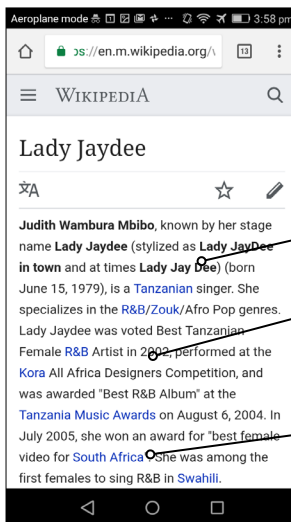 Aeroplane mode 3:58 pm
ps://en.m.wikipedia.org/ 13
WIKIPEDIA
Lady Jaydee
文A
Judith Wambura Mbibo, known by her stage
name Lady Jaydee (stylized as Lady JayDee
in town and at times Lady Jay Dee) (born
June 15, 1979), is a Tanzanian singer. She
specializes in the R&B/Zouk/Afro Pop genres.
Lady Jaydee was voted Best Tanzanian
Female R&B Artist in 2002, performed at the
Kora All Africa Designers Competition, and
was awarded "Best R&B Album" at the
Tanzania Music Awards on August 6, 2004. In
July 2005, she won an award for "best female
video for South Africa". She was among the
first females to sing R&B in Swahili.